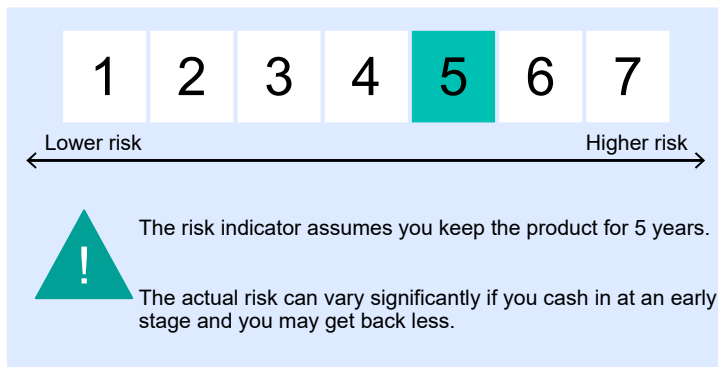 1 2 3 4 5 6 7
Lower risk Higher risk
!
The risk indicator assumes you keep the product for 5 years.
The actual risk can vary significantly if you cash in at an early
stage and you may get back less.